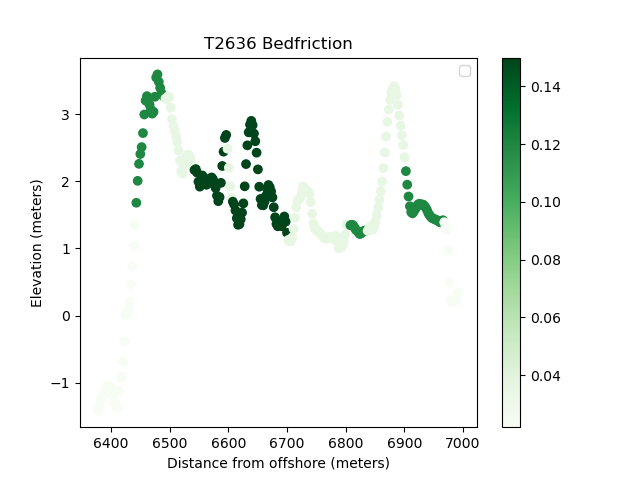 T2636 Bedfriction
Elevation (meters)
3
2
1
0
−1
6400 6500 6600 6700 6800 6900 7000
Distance from offshore (meters)
0.14
0.12
0.10
0.08
0.06
0.04